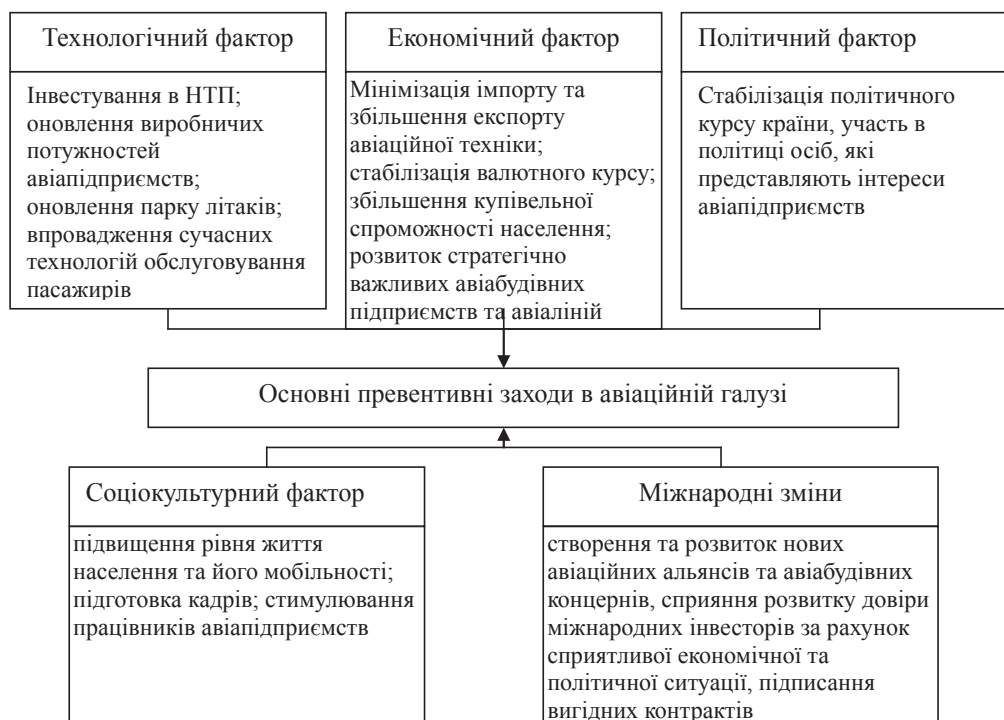 Технологічний фактор
Інвестування в НТП;
оновлення виробничих
потужностей
авіапідприємств;
оновлення парку літаків;
впровадження сучасних
технологій обслуговування
пасажирів
Економічний фактор
Мінімізація імпорту та
збільшення експорту
авіаційної техніки;
стабілізація валютного курсу;
збільшення купівельної
спроможності населення;
розвиток стратегічно
важливих авіабудівних
підприємств та авіаліній
Політичний фактор
Стабілізація політичного
курсу країни, участь в
політиці осіб, які
представляють інтереси
авіапідприємств
Основні превентивні заходи в авіаційній галузі
Соціокультурний фактор
підвищення рівня життя
населення та його мобільності;
підготовка кадрів; стимулювання
працівників авіапідприємств
Міжнародні зміни
створення та розвиток нових
авіаційних альянсів та авіабудівних
концернів, сприяння розвитку довіри
міжнародних інвесторів за рахунок
сприятливої економічної та
політичної ситуації, підписання
вигідних контрактів